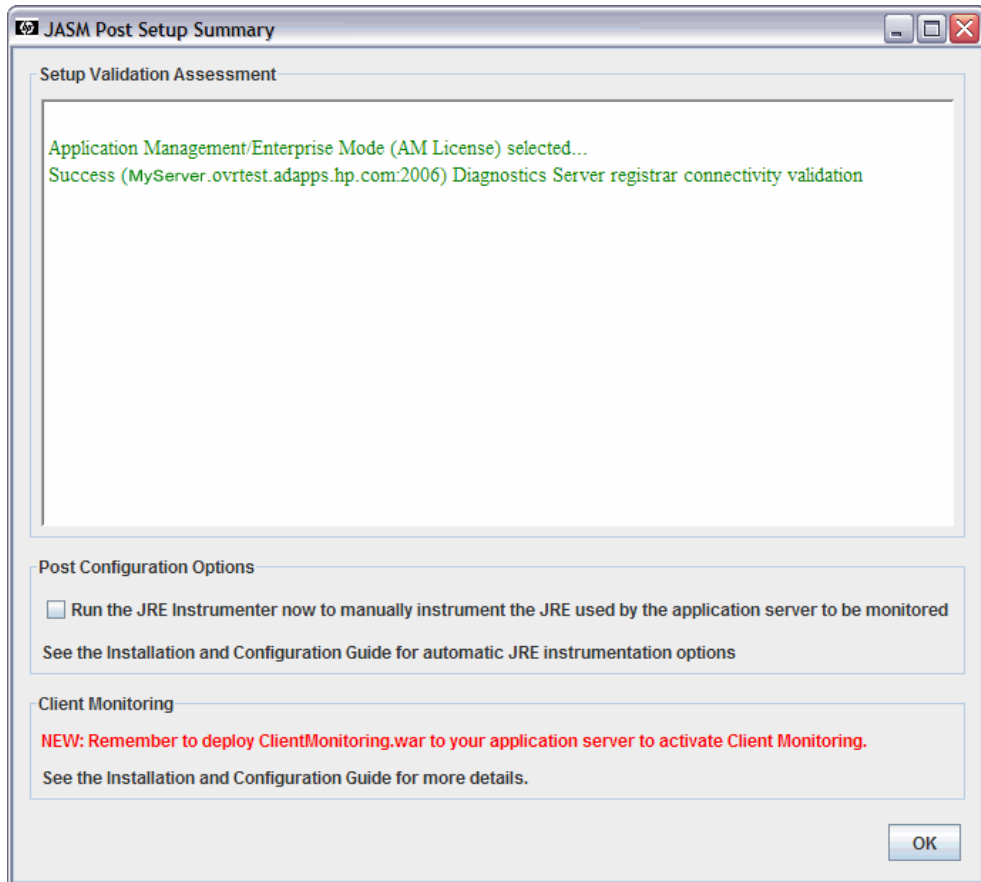 JASM Post Setup Summary
Setup Validation Assessment
Application Management/Enterprise Mode (AM License) selected...
Success (MyServer.ovrtest.adapps.hp.com:2006) Diagnostics Server registrar connectivity validation
Post Configuration Options
Run the JRE Instrumenter now to manually instrument the JRE used by the application server to be monitored
See the Installation and Configuration Guide for automatic JRE instrumentation options
Client Monitoring
NEW: Remember to deploy ClientMonitoring.war to your application server to activate Client Monitoring.
See the Installation and Configuration Guide for more details.
OK